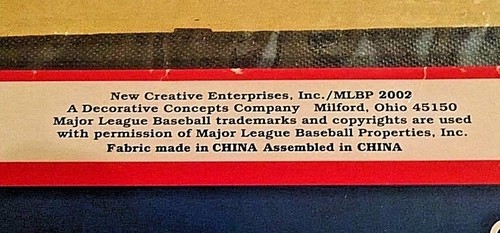 New Creative Enterprises, Inc./MLBP 2002
A Decorative Concepts Company Milford, Ohio 45150
Major League Baseball trademarks and copyrights are used
with permission of Major League Baseball Properties, Inc.
Fabric made in CHINA Assembled in CHINA